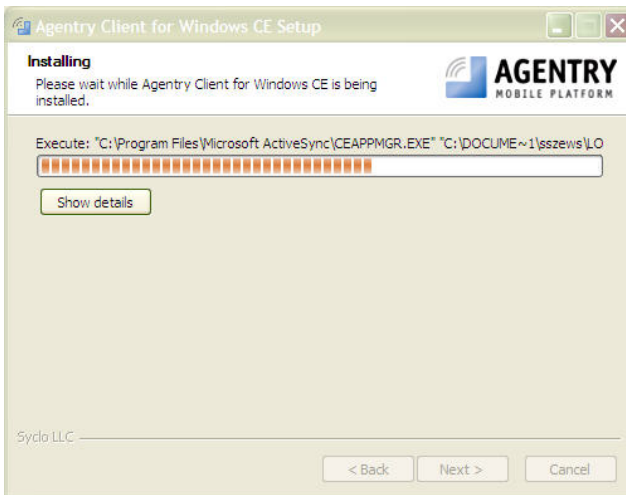 Agentry Client for Windows CE Setup
Installing
Please wait while Agentry Client for Windows CE is being
installed.
AGENTRY
MOBILE PLATFORM
Execute: "C:\Program Files\Microsoft ActiveSync\CEAPPMGR.EXE" "C:\DOCUME~1\sszews\LO
Show details
Syclo LLC
< Back
Next >
Cancel